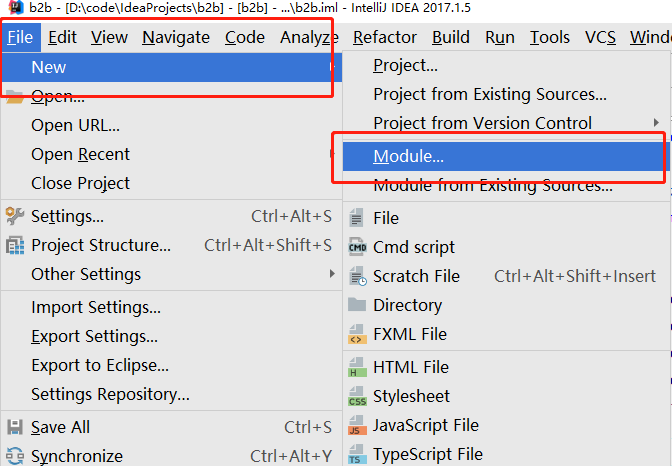 b2b - [D:\code\IdeaProjects\b2b] - [b2b] - ...\b2b.iml - IntelliJ IDEA 2017.1.5
File Edit View Navigate Code Analyze Refactor Build Run Tools VCS
New
Open...
Open URL...
Open Recent
Close Project
Settings... Ctrl+Alt+S
Project Structure... Ctrl+Alt+Shift+S
Other Settings
Import Settings...
Export Settings...
Export to Eclipse...
Settings Repository...
Save All Ctrl+S
Synchronize Ctrl+Alt+Y
Project...
Project from Existing Sources...
Project from Version Control
Module...
Module from Existing Sources...
File
CMD Cmd script
Scratch File Ctrl+Alt+Shift+Insert
Directory
<> FXML File
H HTML File
CSS Stylesheet
JS JavaScript File
TS TypeScript File